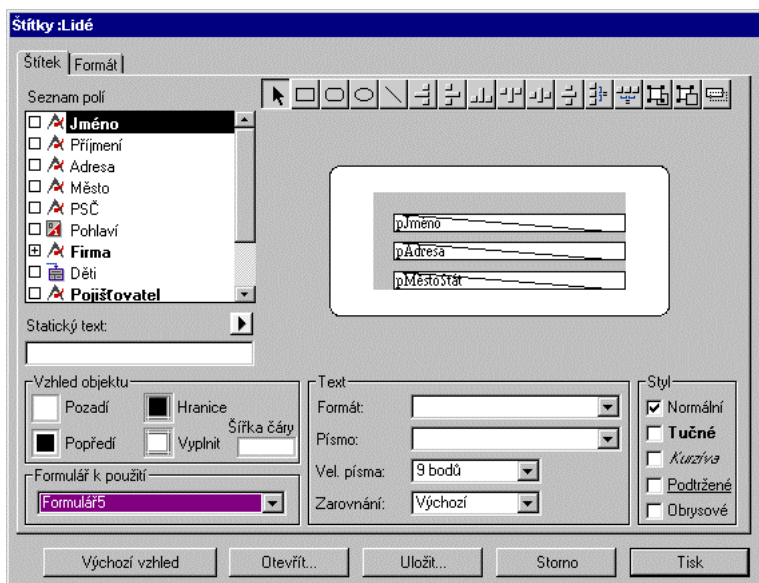 Štítky :Lidé
Štítek Formát
Seznam polí
Jméno
Příjmení
Adresa
Město
PSČ
Pohlaví
Firma
Děti
Pojišťovatel
pJméno
pAdresa
pMěstoStát
Statický text:
Vzhled objektu
Pozadí Hranice
Šířka čáry
Popředí Vyplnit
Formulář k použití
Formulář5
Text
Formát:
Písmo:
Vel. písma: 9 bodů
Zarovnání: Výchozí
Styl
Normální
Tučné
Kurzíva
Podtržené
Obrysové
Výchozí vzhled Otevřít... Uložit... Storno Tisk